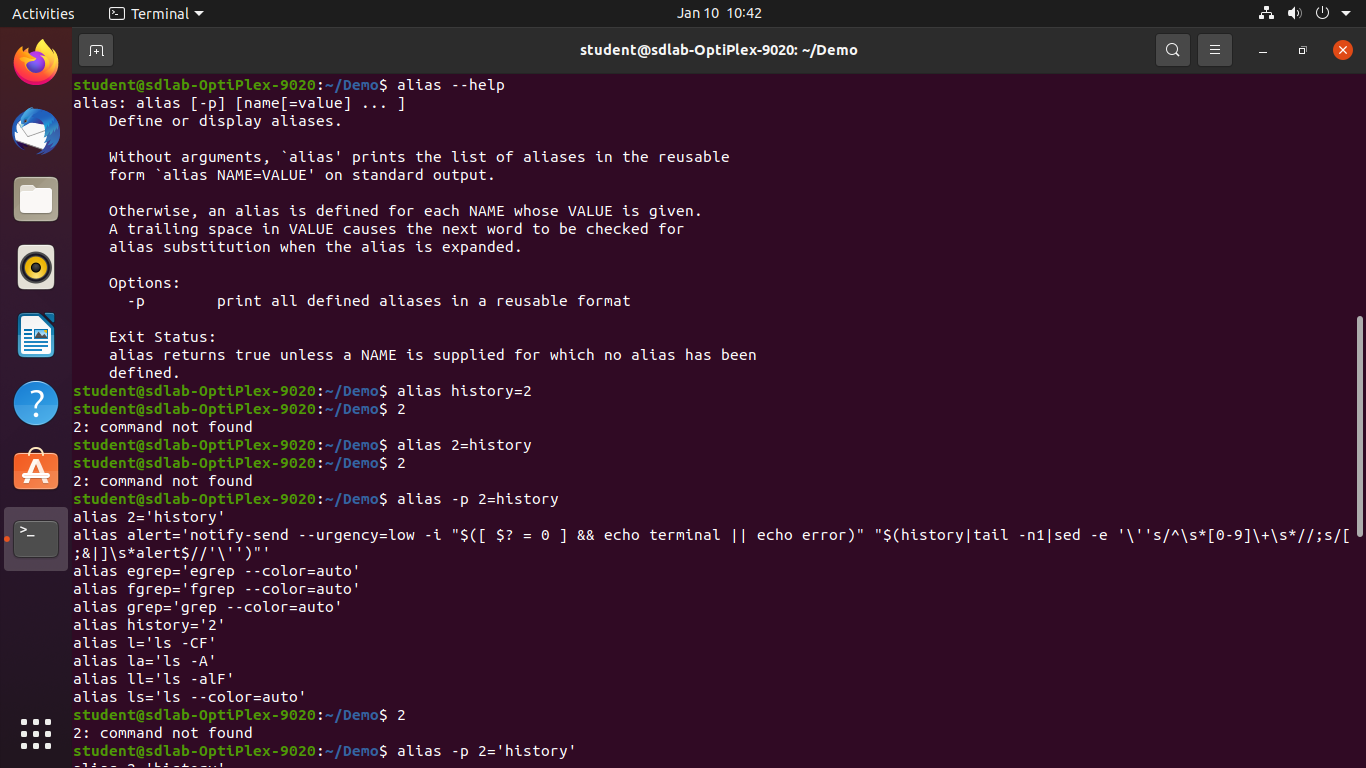 Activities
Terminal
Jan 10 10:42
student@sdlab-OptiPlex-9020: ~/Demo
student@sdlab-OptiPlex-9020:~/Demo$ alias --help
alias: alias [-p] [name[=value] ... ]
    Define or display aliases.

    Without arguments, `alias' prints the list of aliases in the reusable
    form `alias NAME=VALUE' on standard output.

    Otherwise, an alias is defined for each NAME whose VALUE is given.
    A trailing space in VALUE causes the next word to be checked for
    alias substitution when the alias is expanded.

    Options:
      -p        print all defined aliases in a reusable format

    Exit Status:
    alias returns true unless a NAME is supplied for which no alias has been
    defined.
student@sdlab-OptiPlex-9020:~/Demo$ alias history=2
student@sdlab-OptiPlex-9020:~/Demo$ 2
2: command not found
student@sdlab-OptiPlex-9020:~/Demo$ alias 2=history
student@sdlab-OptiPlex-9020:~/Demo$ 2
2: command not found
student@sdlab-OptiPlex-9020:~/Demo$ alias -p 2=history
alias 2='history'
alias alert='notify-send --urgency=low -i "$([ $? = 0 ] && echo terminal || echo error)" "$(history|tail -n1|sed -e '\''s/^\s*[0-9]\+\s*//;s/[
;&|]\s*alert$//'\'')"'
alias egrep='egrep --color=auto'
alias fgrep='fgrep --color=auto'
alias grep='grep --color=auto'
alias history='2'
alias l='ls -CF'
alias la='ls -A'
alias ll='ls -alF'
alias ls='ls --color=auto'
student@sdlab-OptiPlex-9020:~/Demo$ 2
2: command not found
student@sdlab-OptiPlex-9020:~/Demo$ alias -p 2='history'
alias 2='history'